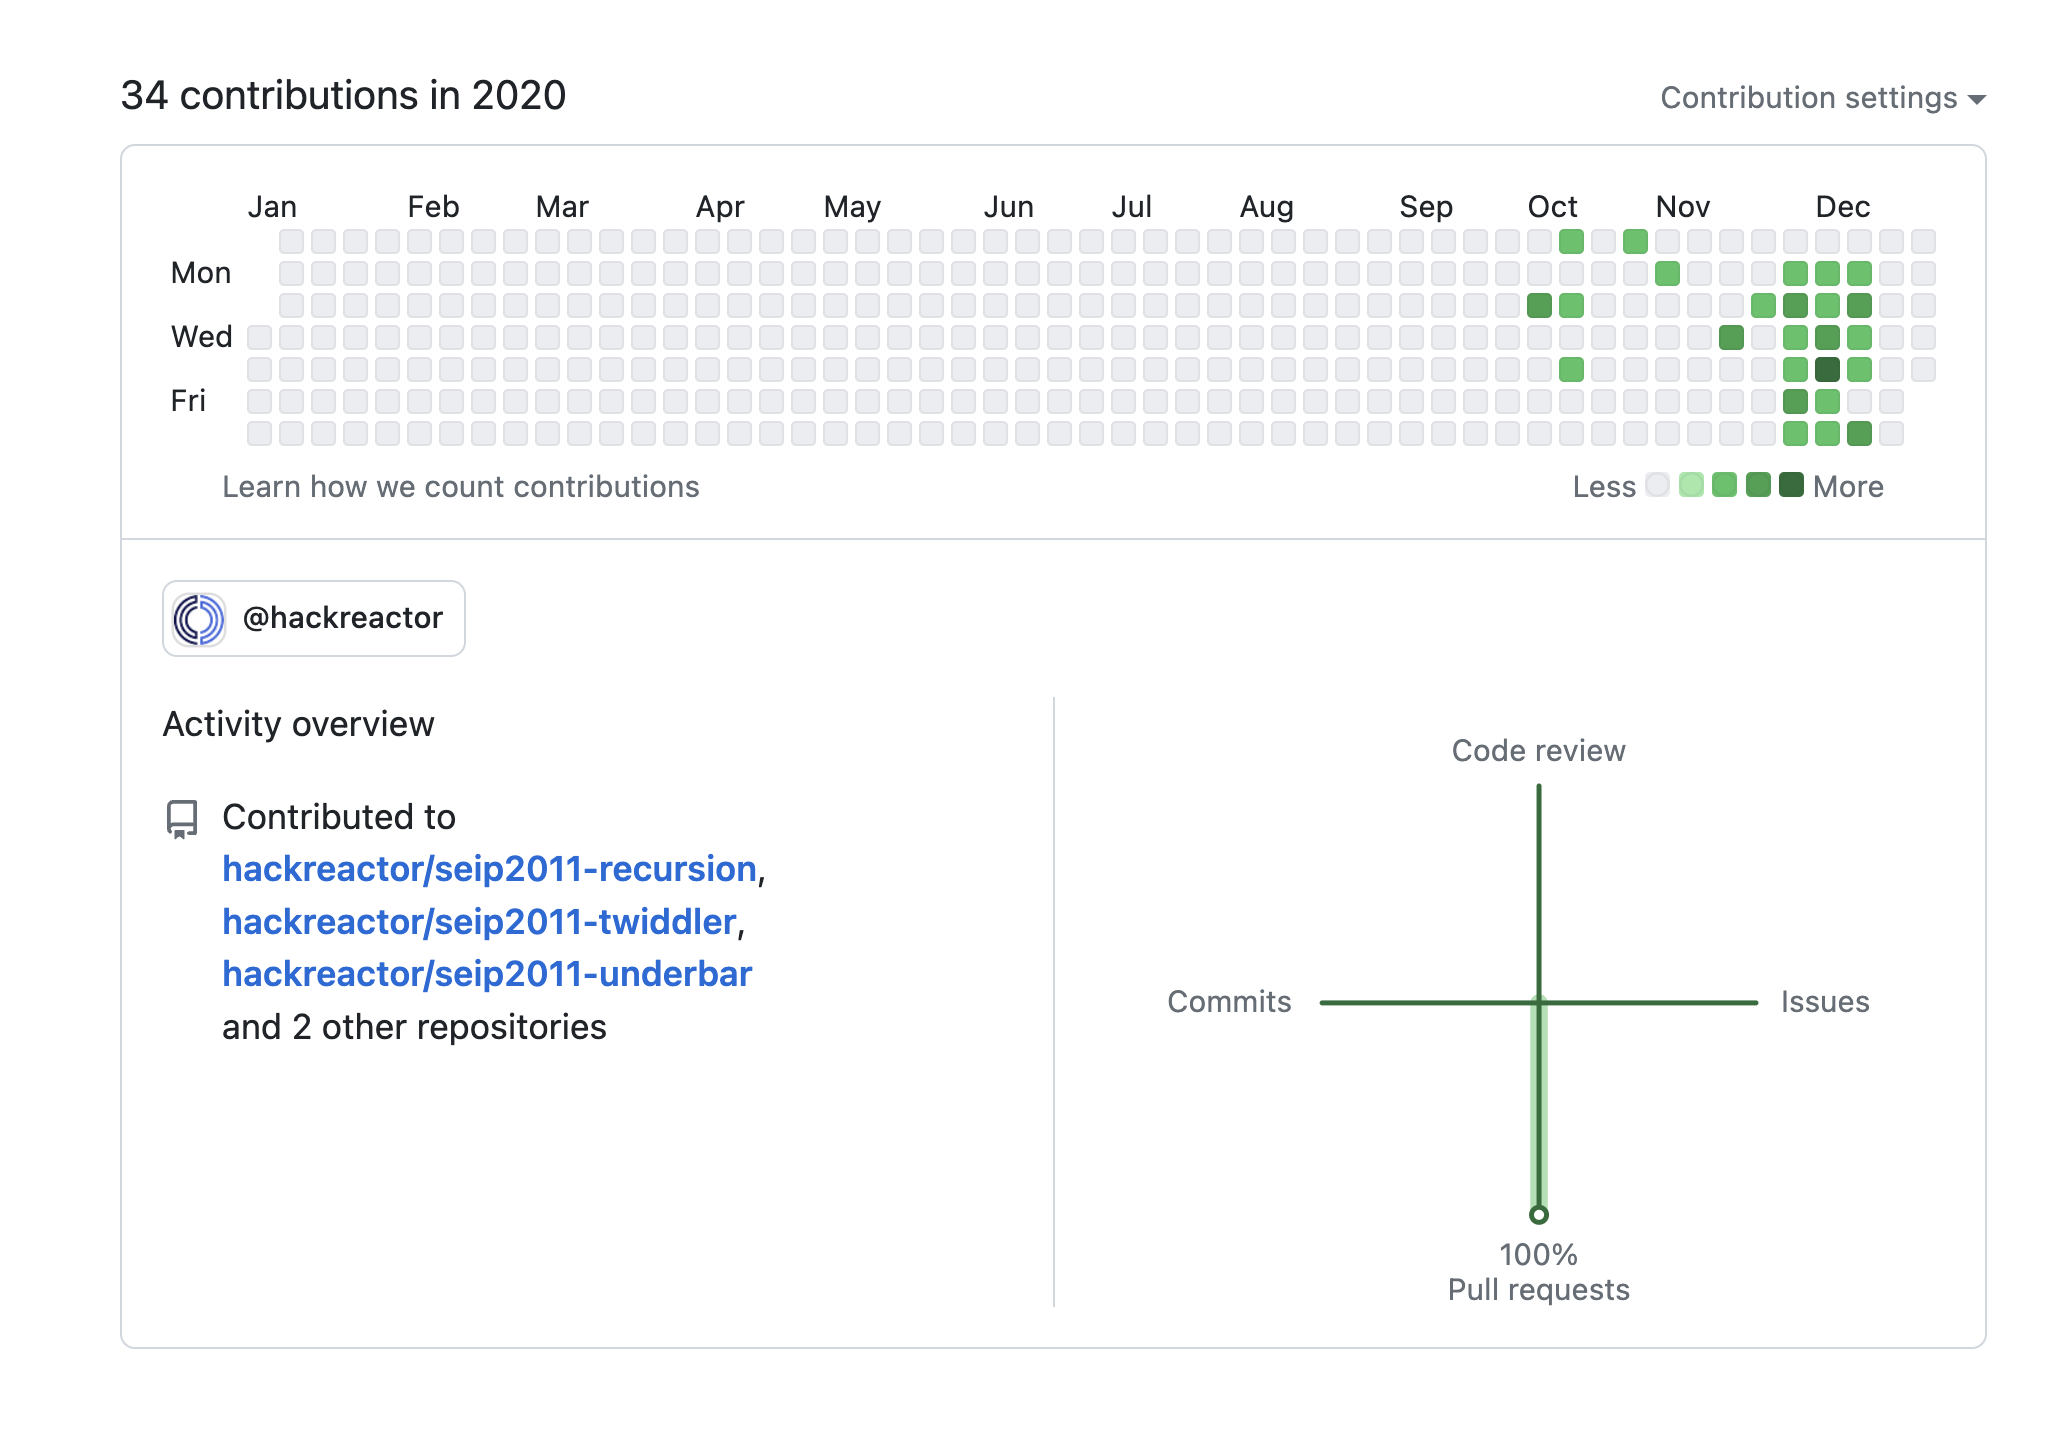 34 contributions in 2020
Contribution settings
Jan Feb Mar Apr May Jun Jul Aug Sep Oct Nov Dec
Mon
Wed
Fri
Learn how we count contributions
Less More
@hackreactor
Activity overview
Contributed to
hackreactor/seip2011-recursion,
hackreactor/seip2011-twiddler,
hackreactor/seip2011-underbar
and 2 other repositories
Code review
Commits
Issues
100%
Pull requests